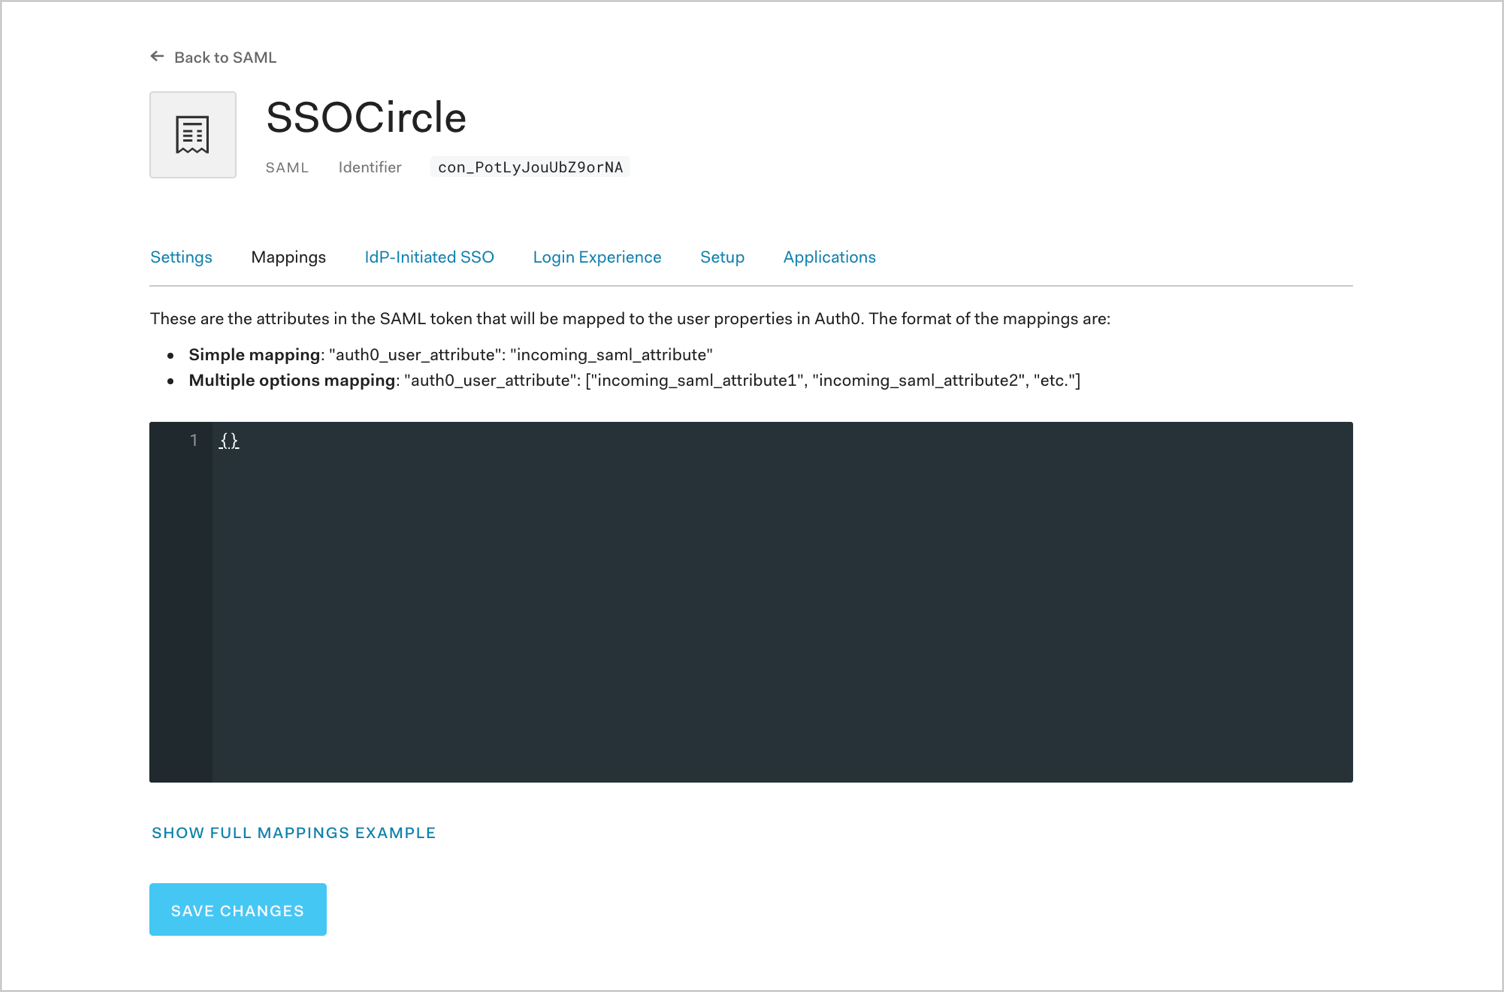 Back to SAML
SSOCircle
SAML Identifier con_PotLyJouUbZ9orNA
Settings Mappings IdP-Initiated SSO Login Experience Setup Applications
These are the attributes in the SAML token that will be mapped to the user properties in Auth0. The format of the mappings are:
• Simple mapping: "auth0_user_attribute": "incoming_saml_attribute"
• Multiple options mapping: "auth0_user_attribute": ["incoming_saml_attribute1", "incoming_saml_attribute2", "etc."]
1 {}
SHOW FULL MAPPINGS EXAMPLE
SAVE CHANGES